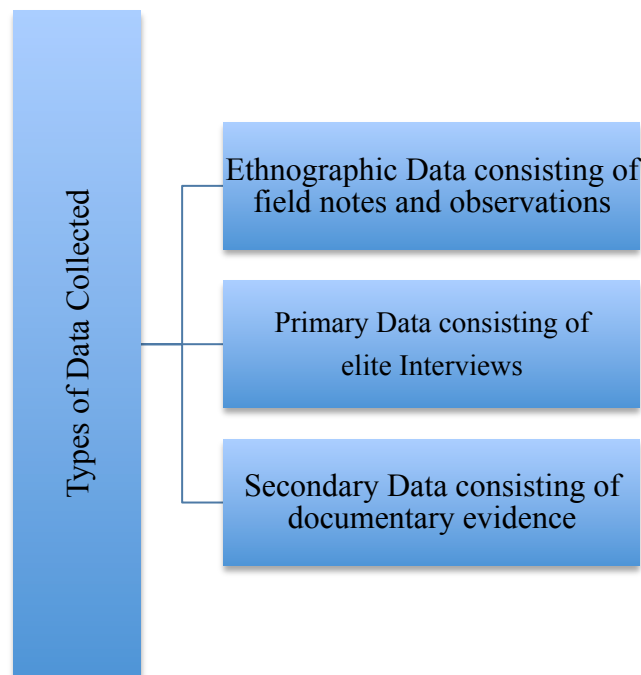 Types of Data Collected
Ethnographic Data consisting of
field notes and observations
Primary Data consisting of
elite Interviews
Secondary Data consisting of
documentary evidence